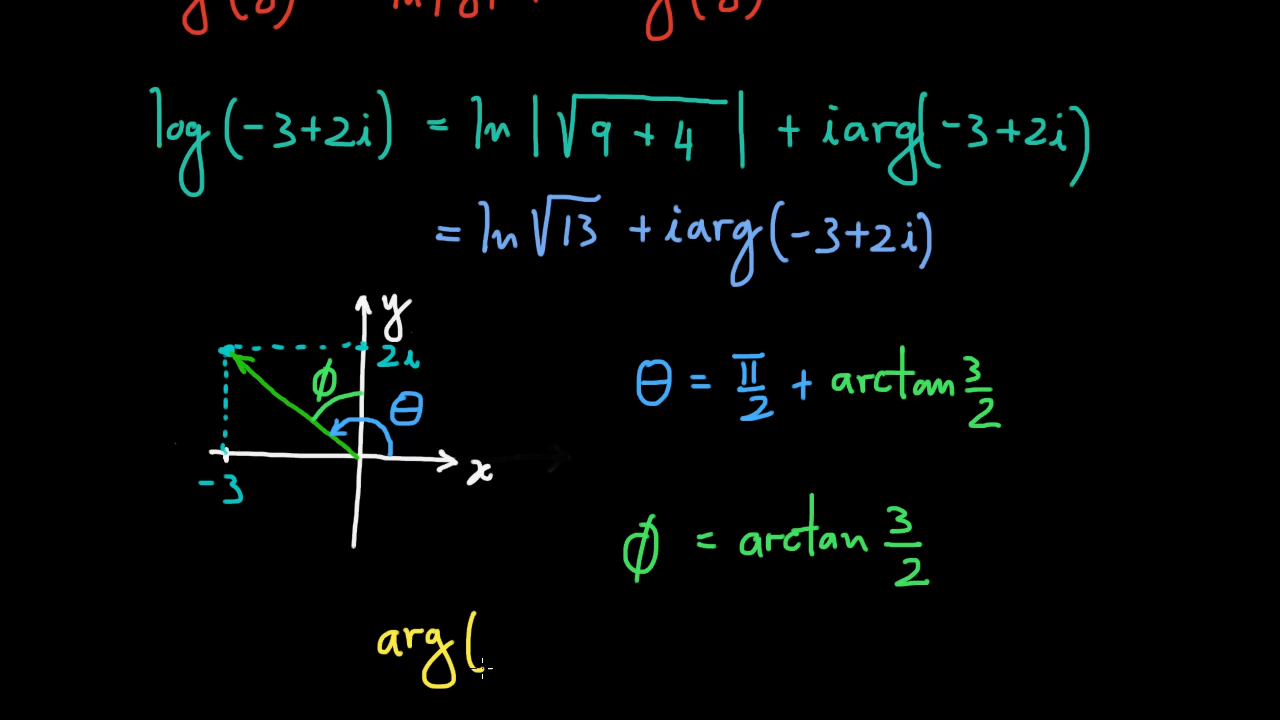 log(-3+2i) = ln|√(9+4)| + iarg(-3+2i)
= ln√13 + iarg(-3+2i)
y
2i
ϕ
θ
x
-3
θ = π/2 + arctan 3/2
ϕ = arctan 3/2
arg(